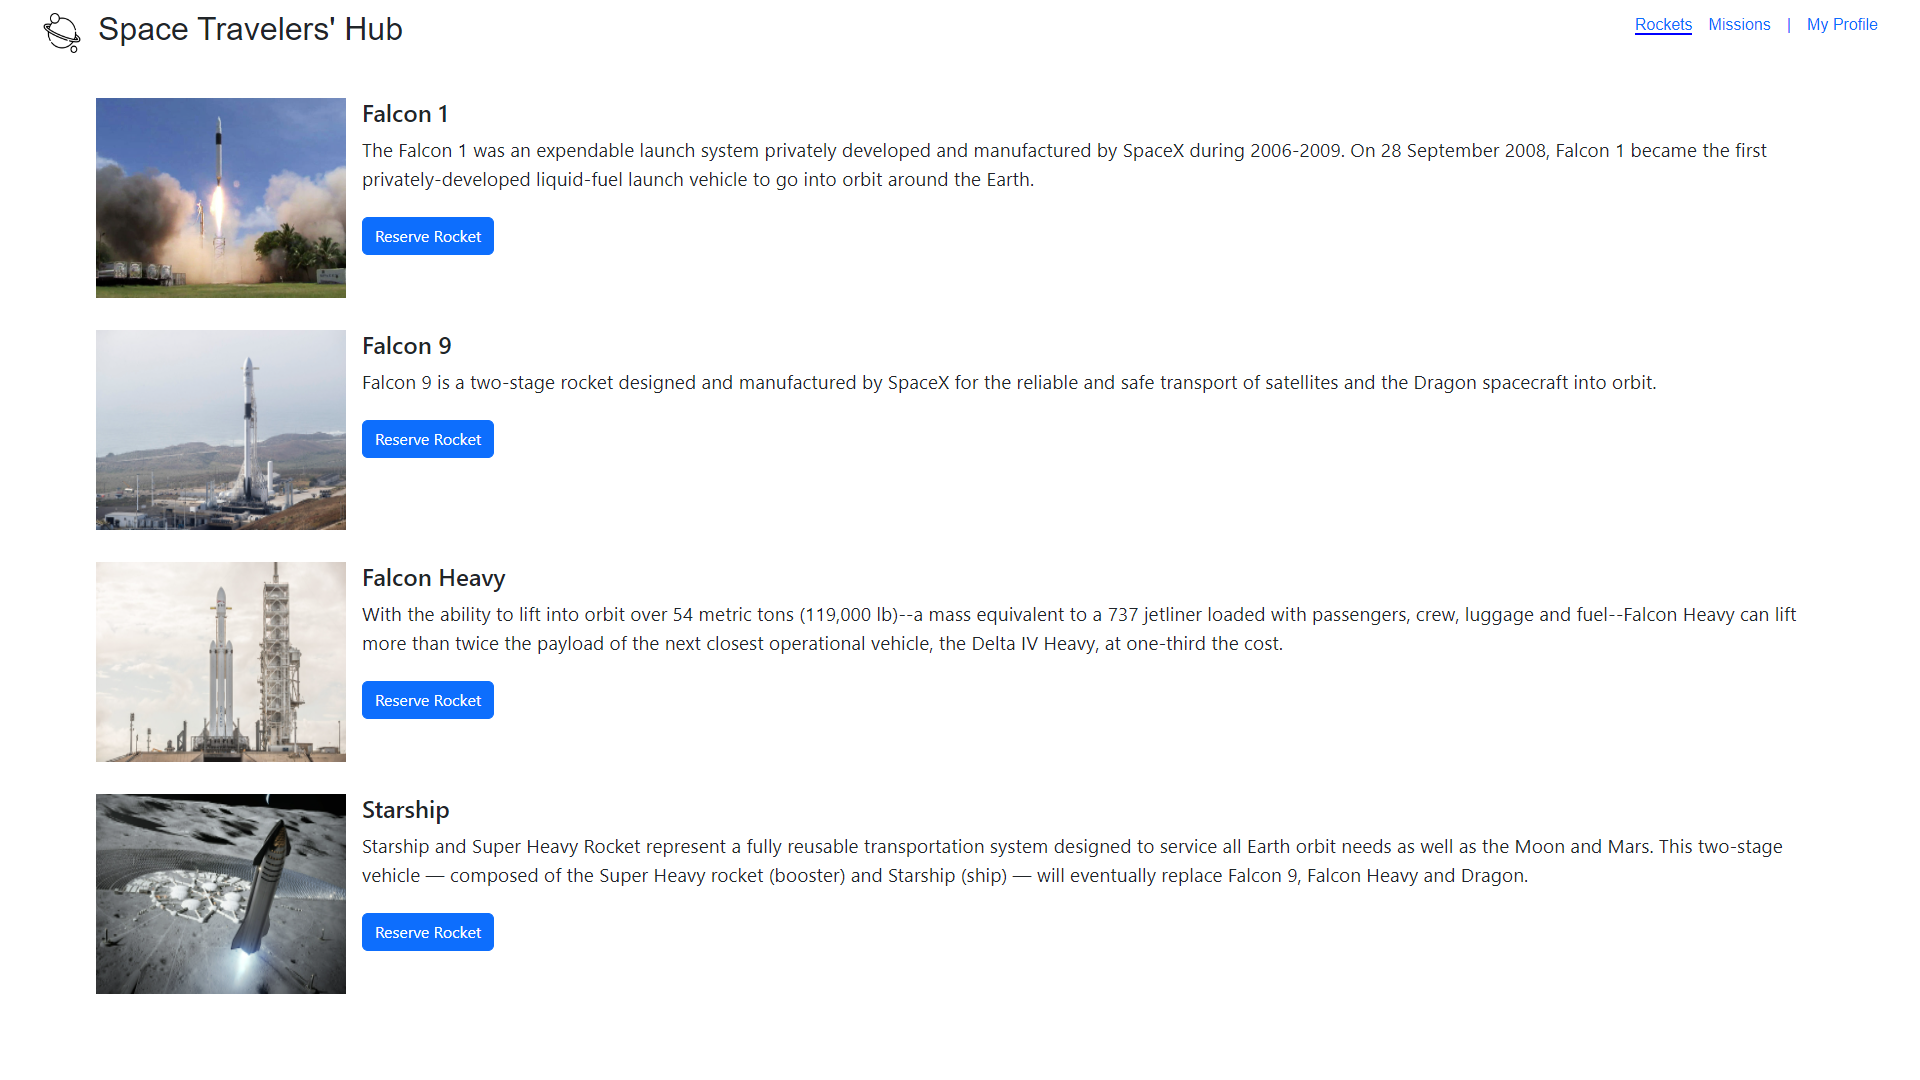 Space Travelers' Hub
Rockets Missions | My Profile
Falcon 1
The Falcon 1 was an expendable launch system privately developed and manufactured by SpaceX during 2006-2009. On 28 September 2008, Falcon 1 became the first
privately-developed liquid-fuel launch vehicle to go into orbit around the Earth.
Reserve Rocket
Falcon 9
Falcon 9 is a two-stage rocket designed and manufactured by SpaceX for the reliable and safe transport of satellites and the Dragon spacecraft into orbit.
Reserve Rocket
Falcon Heavy
With the ability to lift into orbit over 54 metric tons (119,000 lb)--a mass equivalent to a 737 jetliner loaded with passengers, crew, luggage and fuel--Falcon Heavy can lift
more than twice the payload of the next closest operational vehicle, the Delta IV Heavy, at one-third the cost.
Reserve Rocket
Starship
Starship and Super Heavy Rocket represent a fully reusable transportation system designed to service all Earth orbit needs as well as the Moon and Mars. This two-stage
vehicle — composed of the Super Heavy rocket (booster) and Starship (ship) — will eventually replace Falcon 9, Falcon Heavy and Dragon.
Reserve Rocket